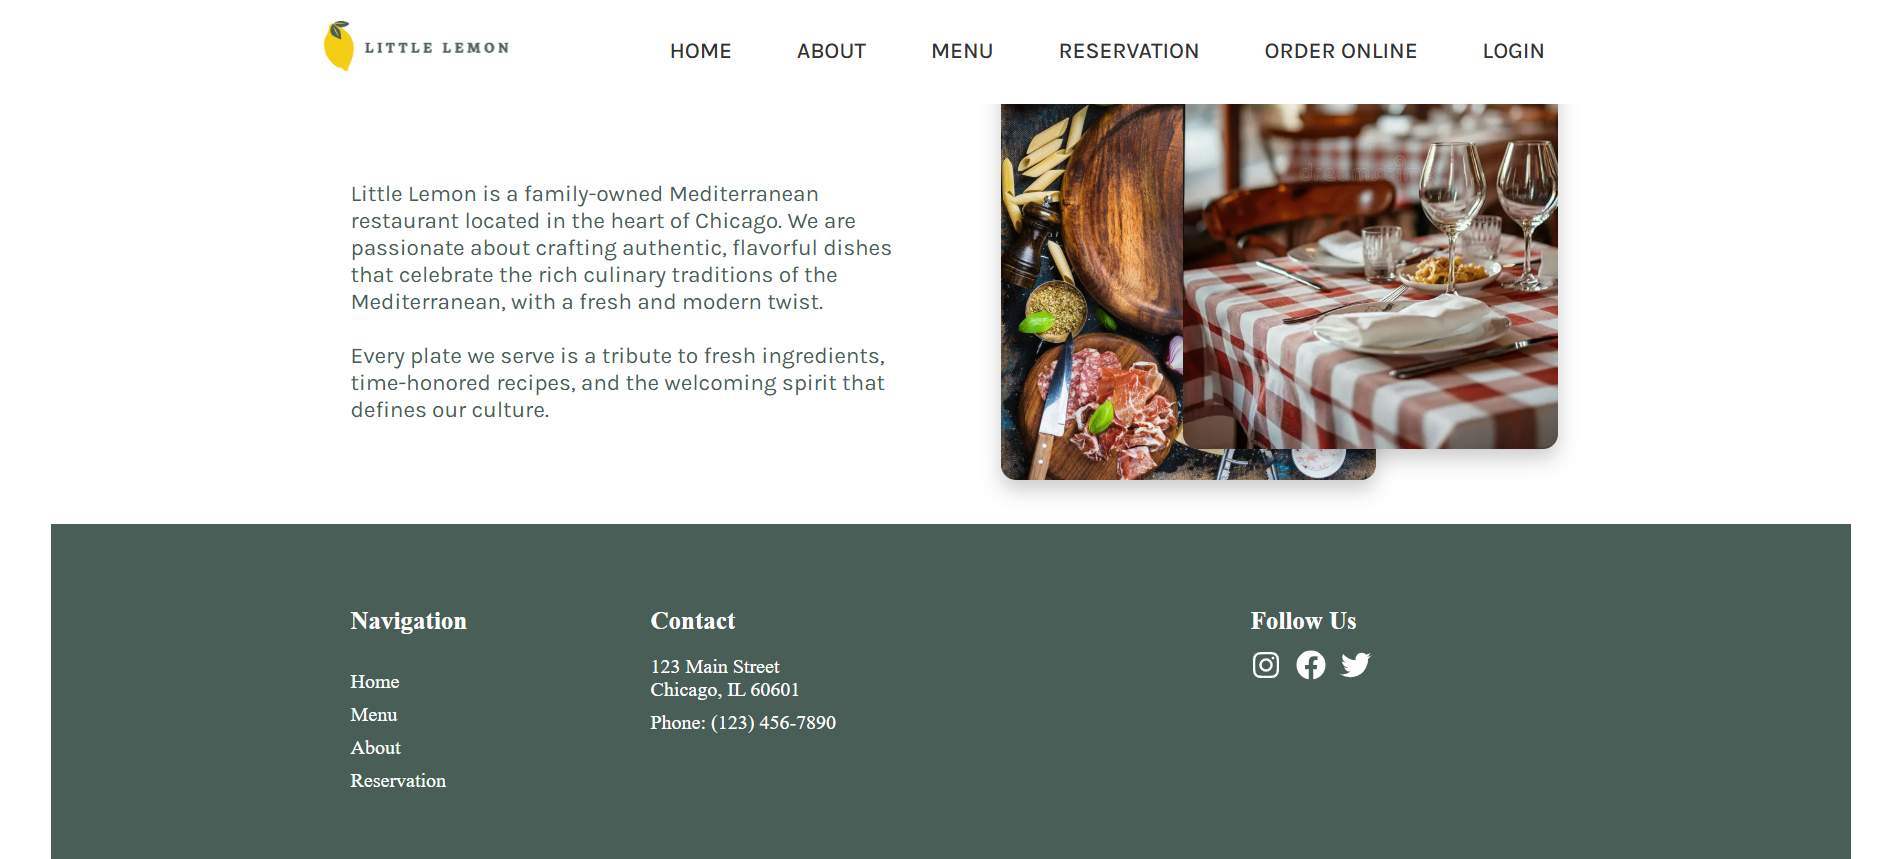 LITTLE LEMON
HOME ABOUT MENU RESERVATION ORDER ONLINE LOGIN
Little Lemon is a family-owned Mediterranean
restaurant located in the heart of Chicago. We are
passionate about crafting authentic, flavorful dishes
that celebrate the rich culinary traditions of the
Mediterranean, with a fresh and modern twist.
Every plate we serve is a tribute to fresh ingredients,
time-honored recipes, and the welcoming spirit that
defines our culture.
Navigation
Home
Menu
About
Reservation
Contact
123 Main Street
Chicago, IL 60601
Phone: (123) 456-7890
Follow Us